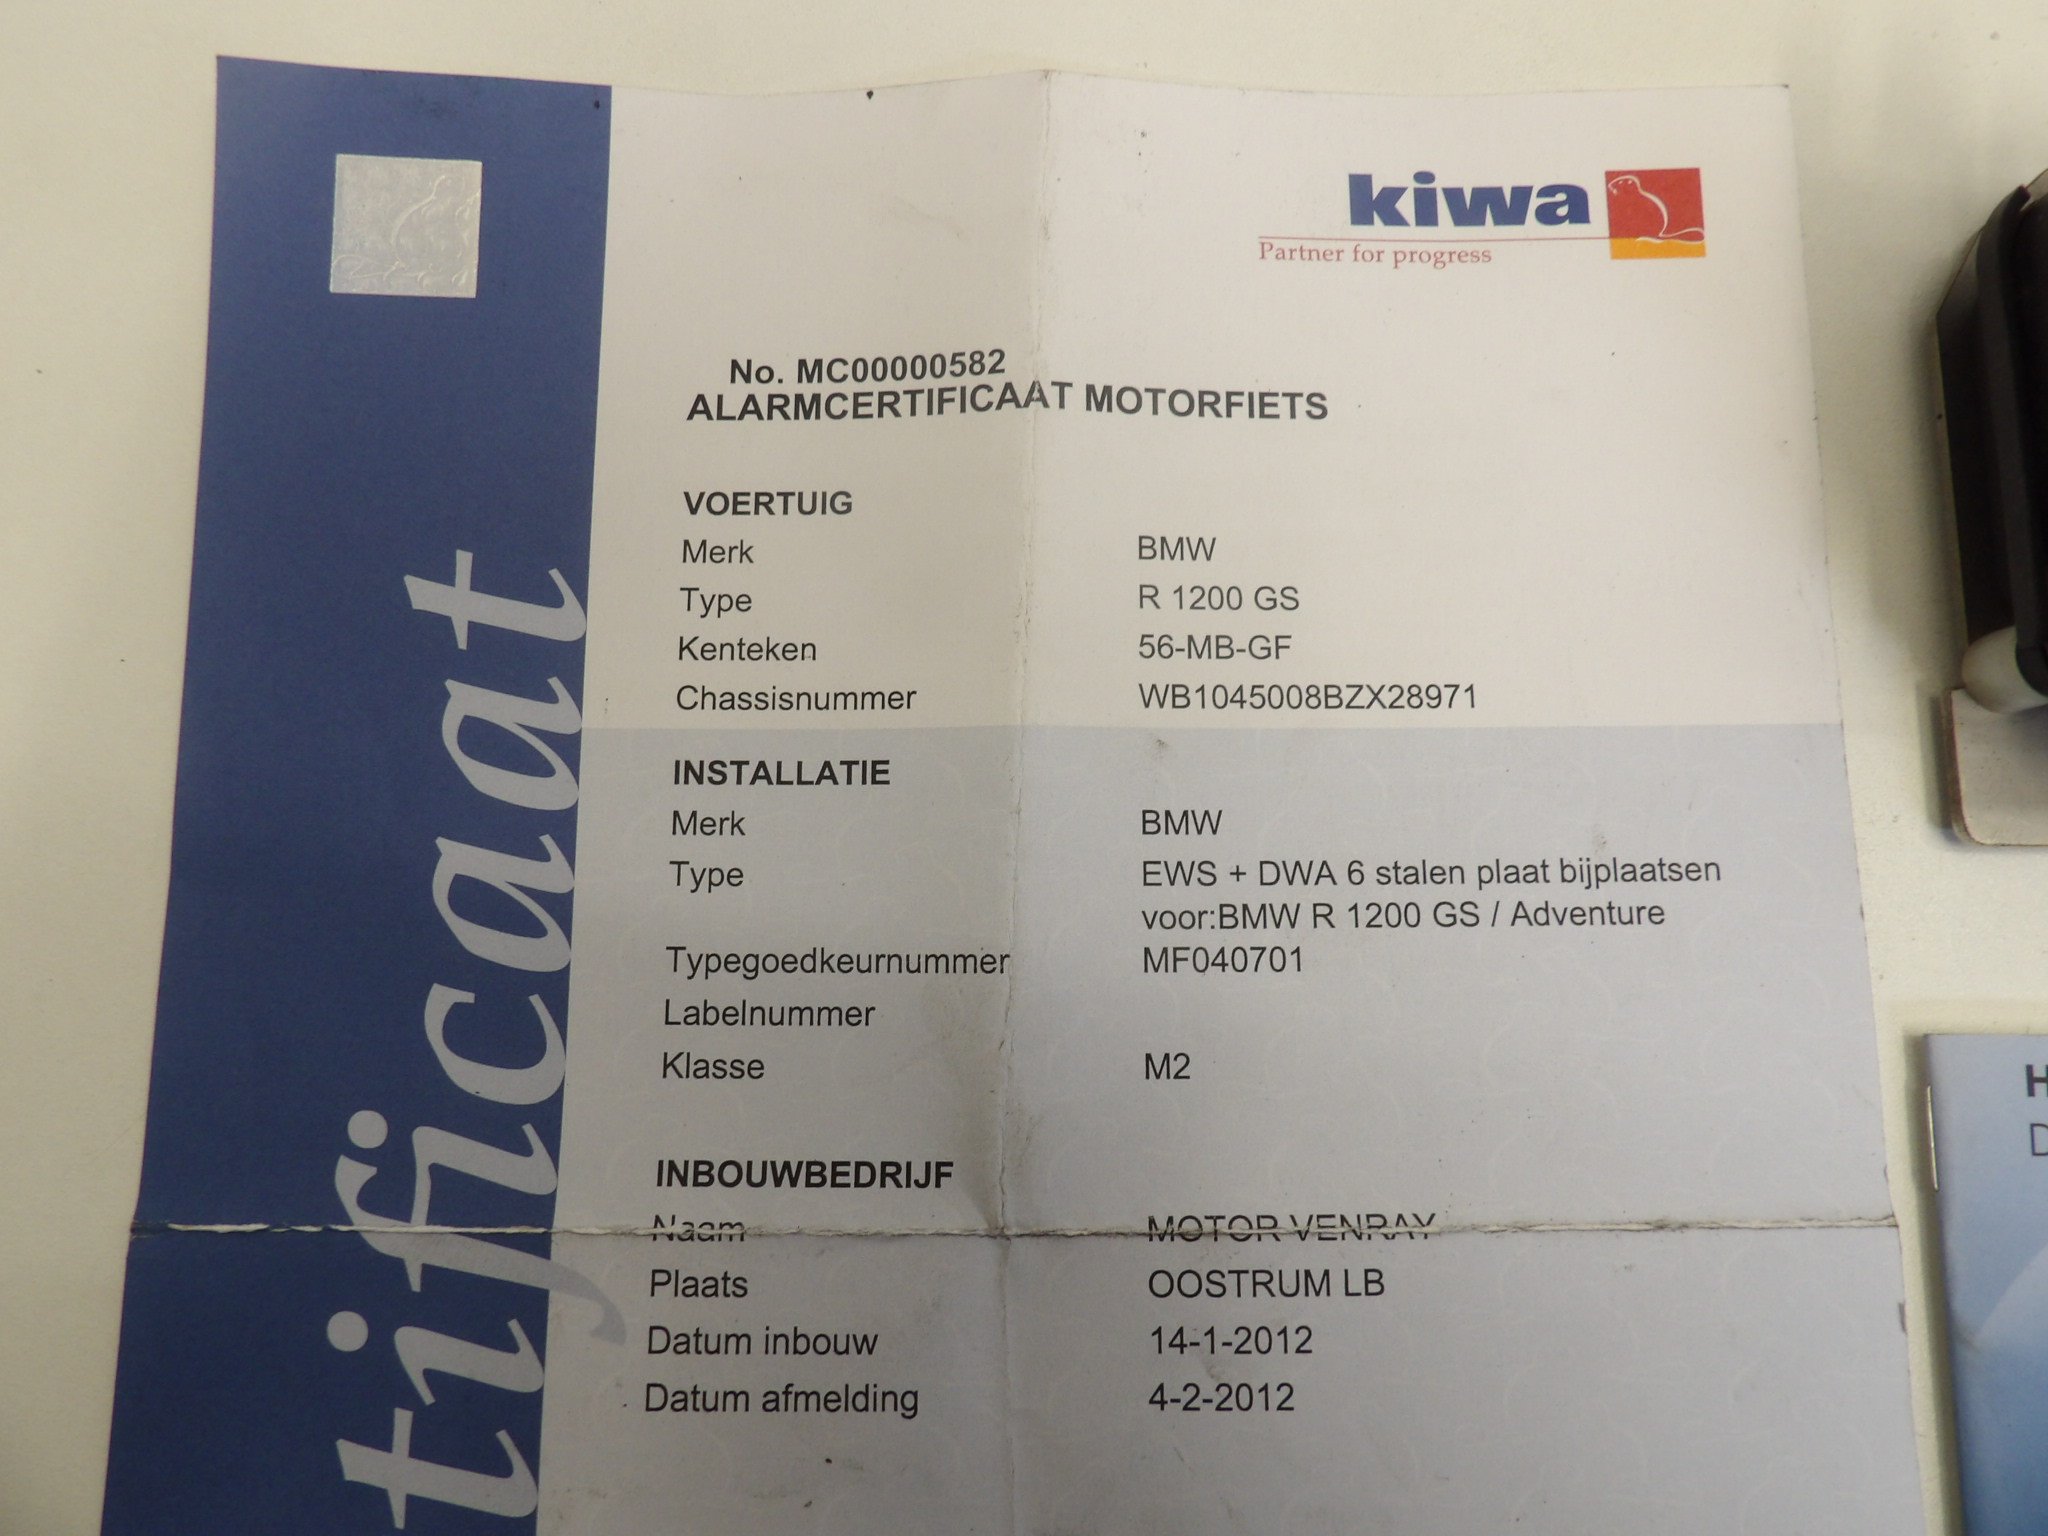 kiwa
Partner for progress
No. MC00000582
ALARMCERTIFICAAT MOTORFIETS
VOERTUIG
Merk BMW
Type R 1200 GS
Kenteken 56-MB-GF
Chassisnummer WB1045008BZX28971
INSTALLATIE
Merk BMW
Type EWS + DWA 6 stalen plaat bijplaatsen
voor:BMW R 1200 GS / Adventure
Typegoedkeurnummer MF040701
Labelnummer
Klasse M2
INBOUWBEDRIJF
Naam MOTOR VENRAY
Plaats OOSTRUM LB
Datum inbouw 14-1-2012
Datum afmelding 4-2-2012
tificaat